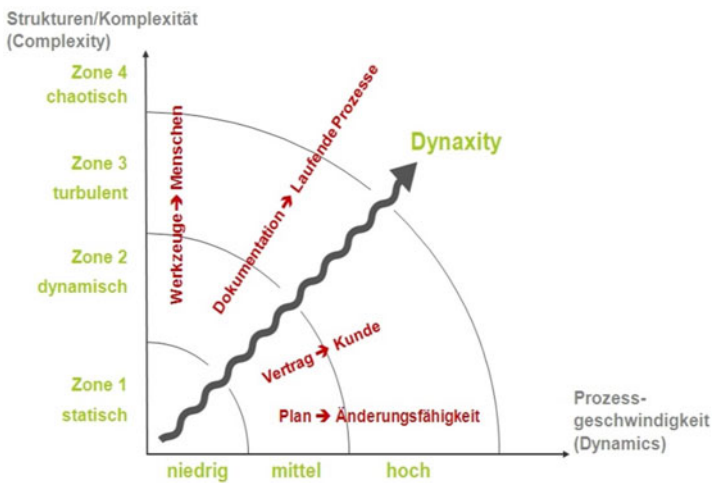 Strukturen/Komplexität
(Complexity)
Zone 4
chaotisch
Zone 3
turbulent
Zone 2
dynamisch
Zone 1
statisch
Werkzeuge ➔ Menschen
Dokumentation ➔ Laufende Prozesse
Dynaxity
Vertrag ➔ Kunde
Plan ➔ Änderungsfähigkeit
Prozess-
geschwindigkeit
(Dynamics)
niedrig mittel hoch